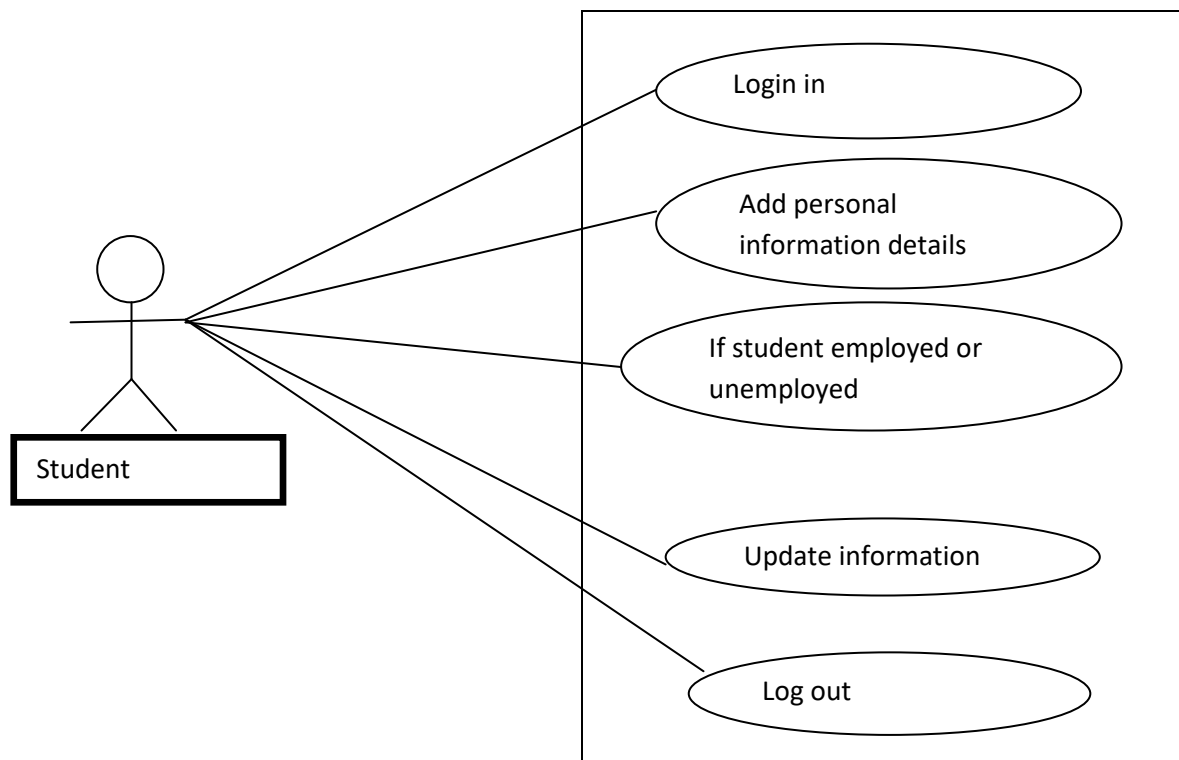 Login in
Add personal
information details
If student employed or
unemployed
Student
Update information
Log out